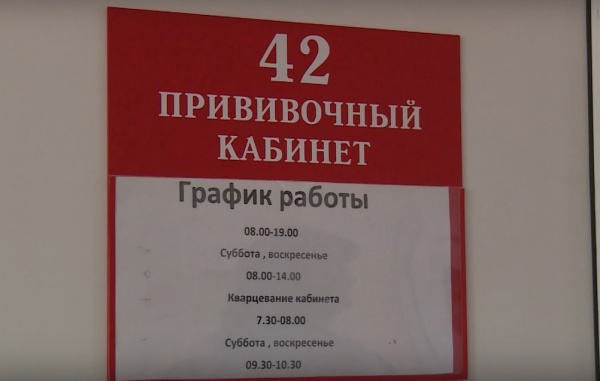 42
ПРИВИВОЧНЫЙ
КАБИНЕТ
График работы
08.00-19.00
Суббота , воскресенье
08.00-14.00
Кварцевание кабинета
7.30-08.00
Суббота , воскресенье
09.30-10.30